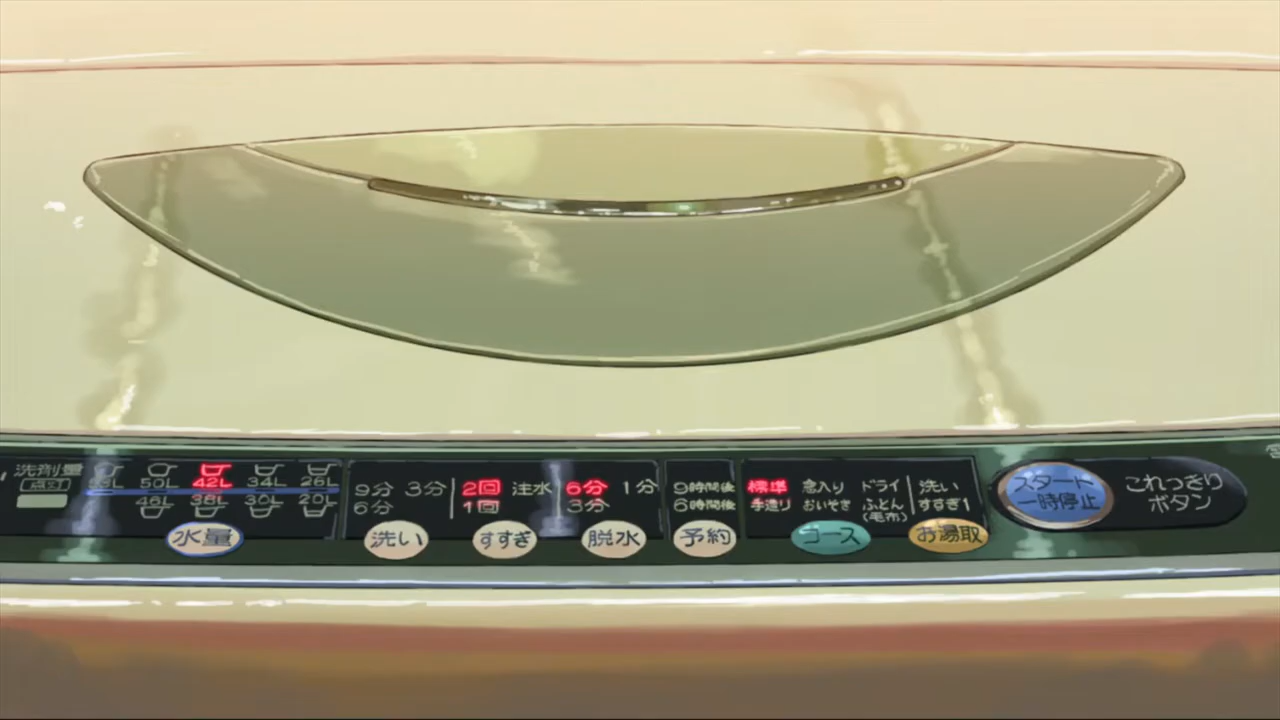 洗剤量
点灯
63L 50L 42L 34L 26L
46L 38L 30L 20L
水量
9分 3分
6分
洗い
2回 注水
1回
すすぎ
6分 1分
3分
脱水
9時間後
6時間後
予約
標準 念入り ドライ
手造り おいそぎ ふとん
(毛布)
コース
洗い
すすぎ1
お湯取
スタート
一時停止
これっきり
ボタン